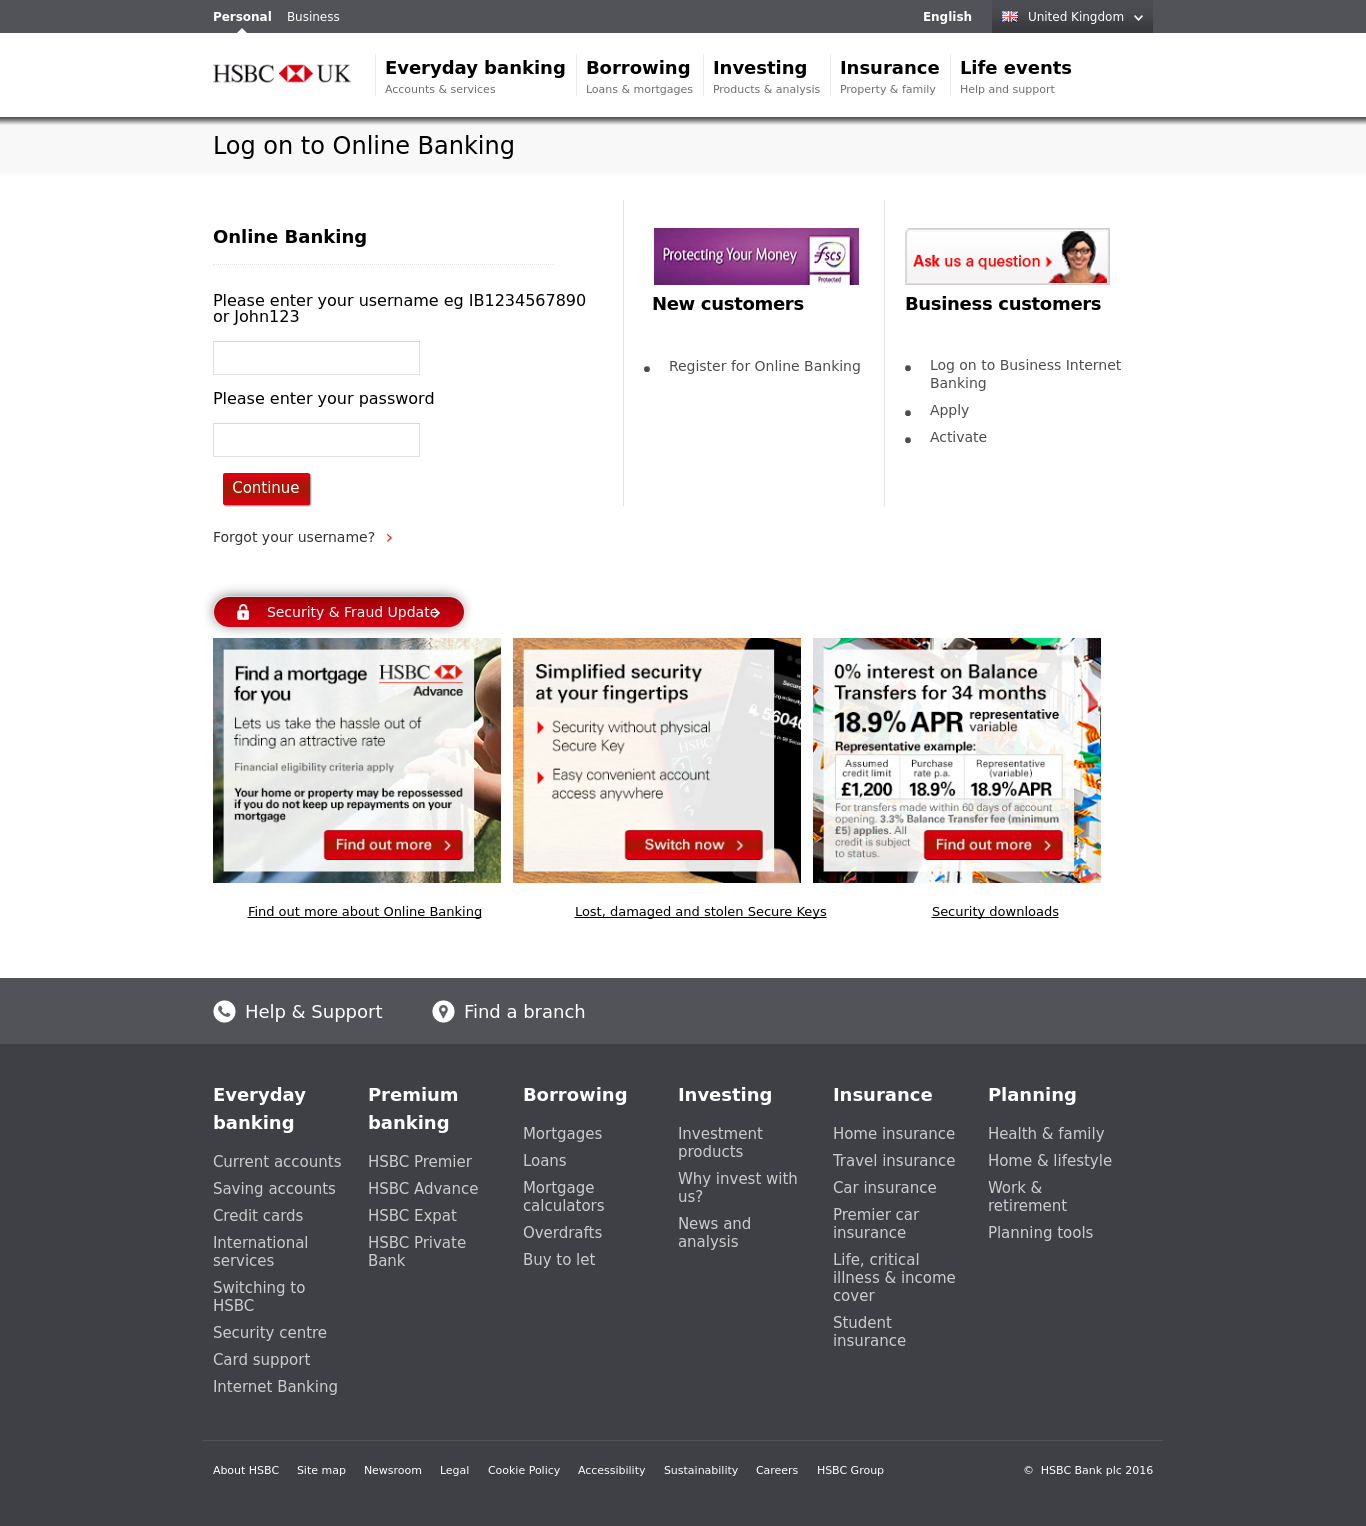 Personal Business English United Kingdom
HSBC UK
Everyday banking Borrowing Investing Insurance Life events
Accounts & services Loans & mortgages Products & analysis Property & family Help and support
Log on to Online Banking
Online Banking
Please enter your username eg IB1234567890
or John123
Please enter your password
Continue
Forgot your username?
Protecting Your Money
fscs
Protected
New customers
Register for Online Banking
Ask us a question
Business customers
Log on to Business Internet
Banking
Apply
Activate
Security & Fraud Update
Find a mortgage
for you
HSBC
Advance
Lets us take the hassle out of
finding an attractive rate
Financial eligibility criteria apply
Your home or property may be repossessed
if you do not keep up repayments on your
mortgage
Find out more
Simplified security
at your fingertips
Security without physical
Secure Key
Easy convenient account
access anywhere
Switch now
0% interest on Balance
Transfers for 34 months
18.9% APR representative
variable
Representative example:
Assumed
credit limit
£1,200
Purchase
rate p.a.
18.9%
Representative
(variable)
18.9%APR
For transfers made within 60 days of account
opening. 3.3% Balance Transfer fee (minimum
£5) applies. All
credit is subject
to status.
Find out more
Find out more about Online Banking
Lost, damaged and stolen Secure Keys
Security downloads
Help & Support
Find a branch
Everyday
banking
Current accounts
Saving accounts
Credit cards
International
services
Switching to
HSBC
Security centre
Card support
Internet Banking
Premium
banking
HSBC Premier
HSBC Advance
HSBC Expat
HSBC Private
Bank
Borrowing
Mortgages
Loans
Mortgage
calculators
Overdrafts
Buy to let
Investing
Investment
products
Why invest with
us?
News and
analysis
Insurance
Home insurance
Travel insurance
Car insurance
Premier car
insurance
Life, critical
illness & income
cover
Student
insurance
Planning
Health & family
Home & lifestyle
Work &
retirement
Planning tools
About HSBC Site map Newsroom Legal Cookie Policy Accessibility Sustainability Careers HSBC Group © HSBC Bank plc 2016